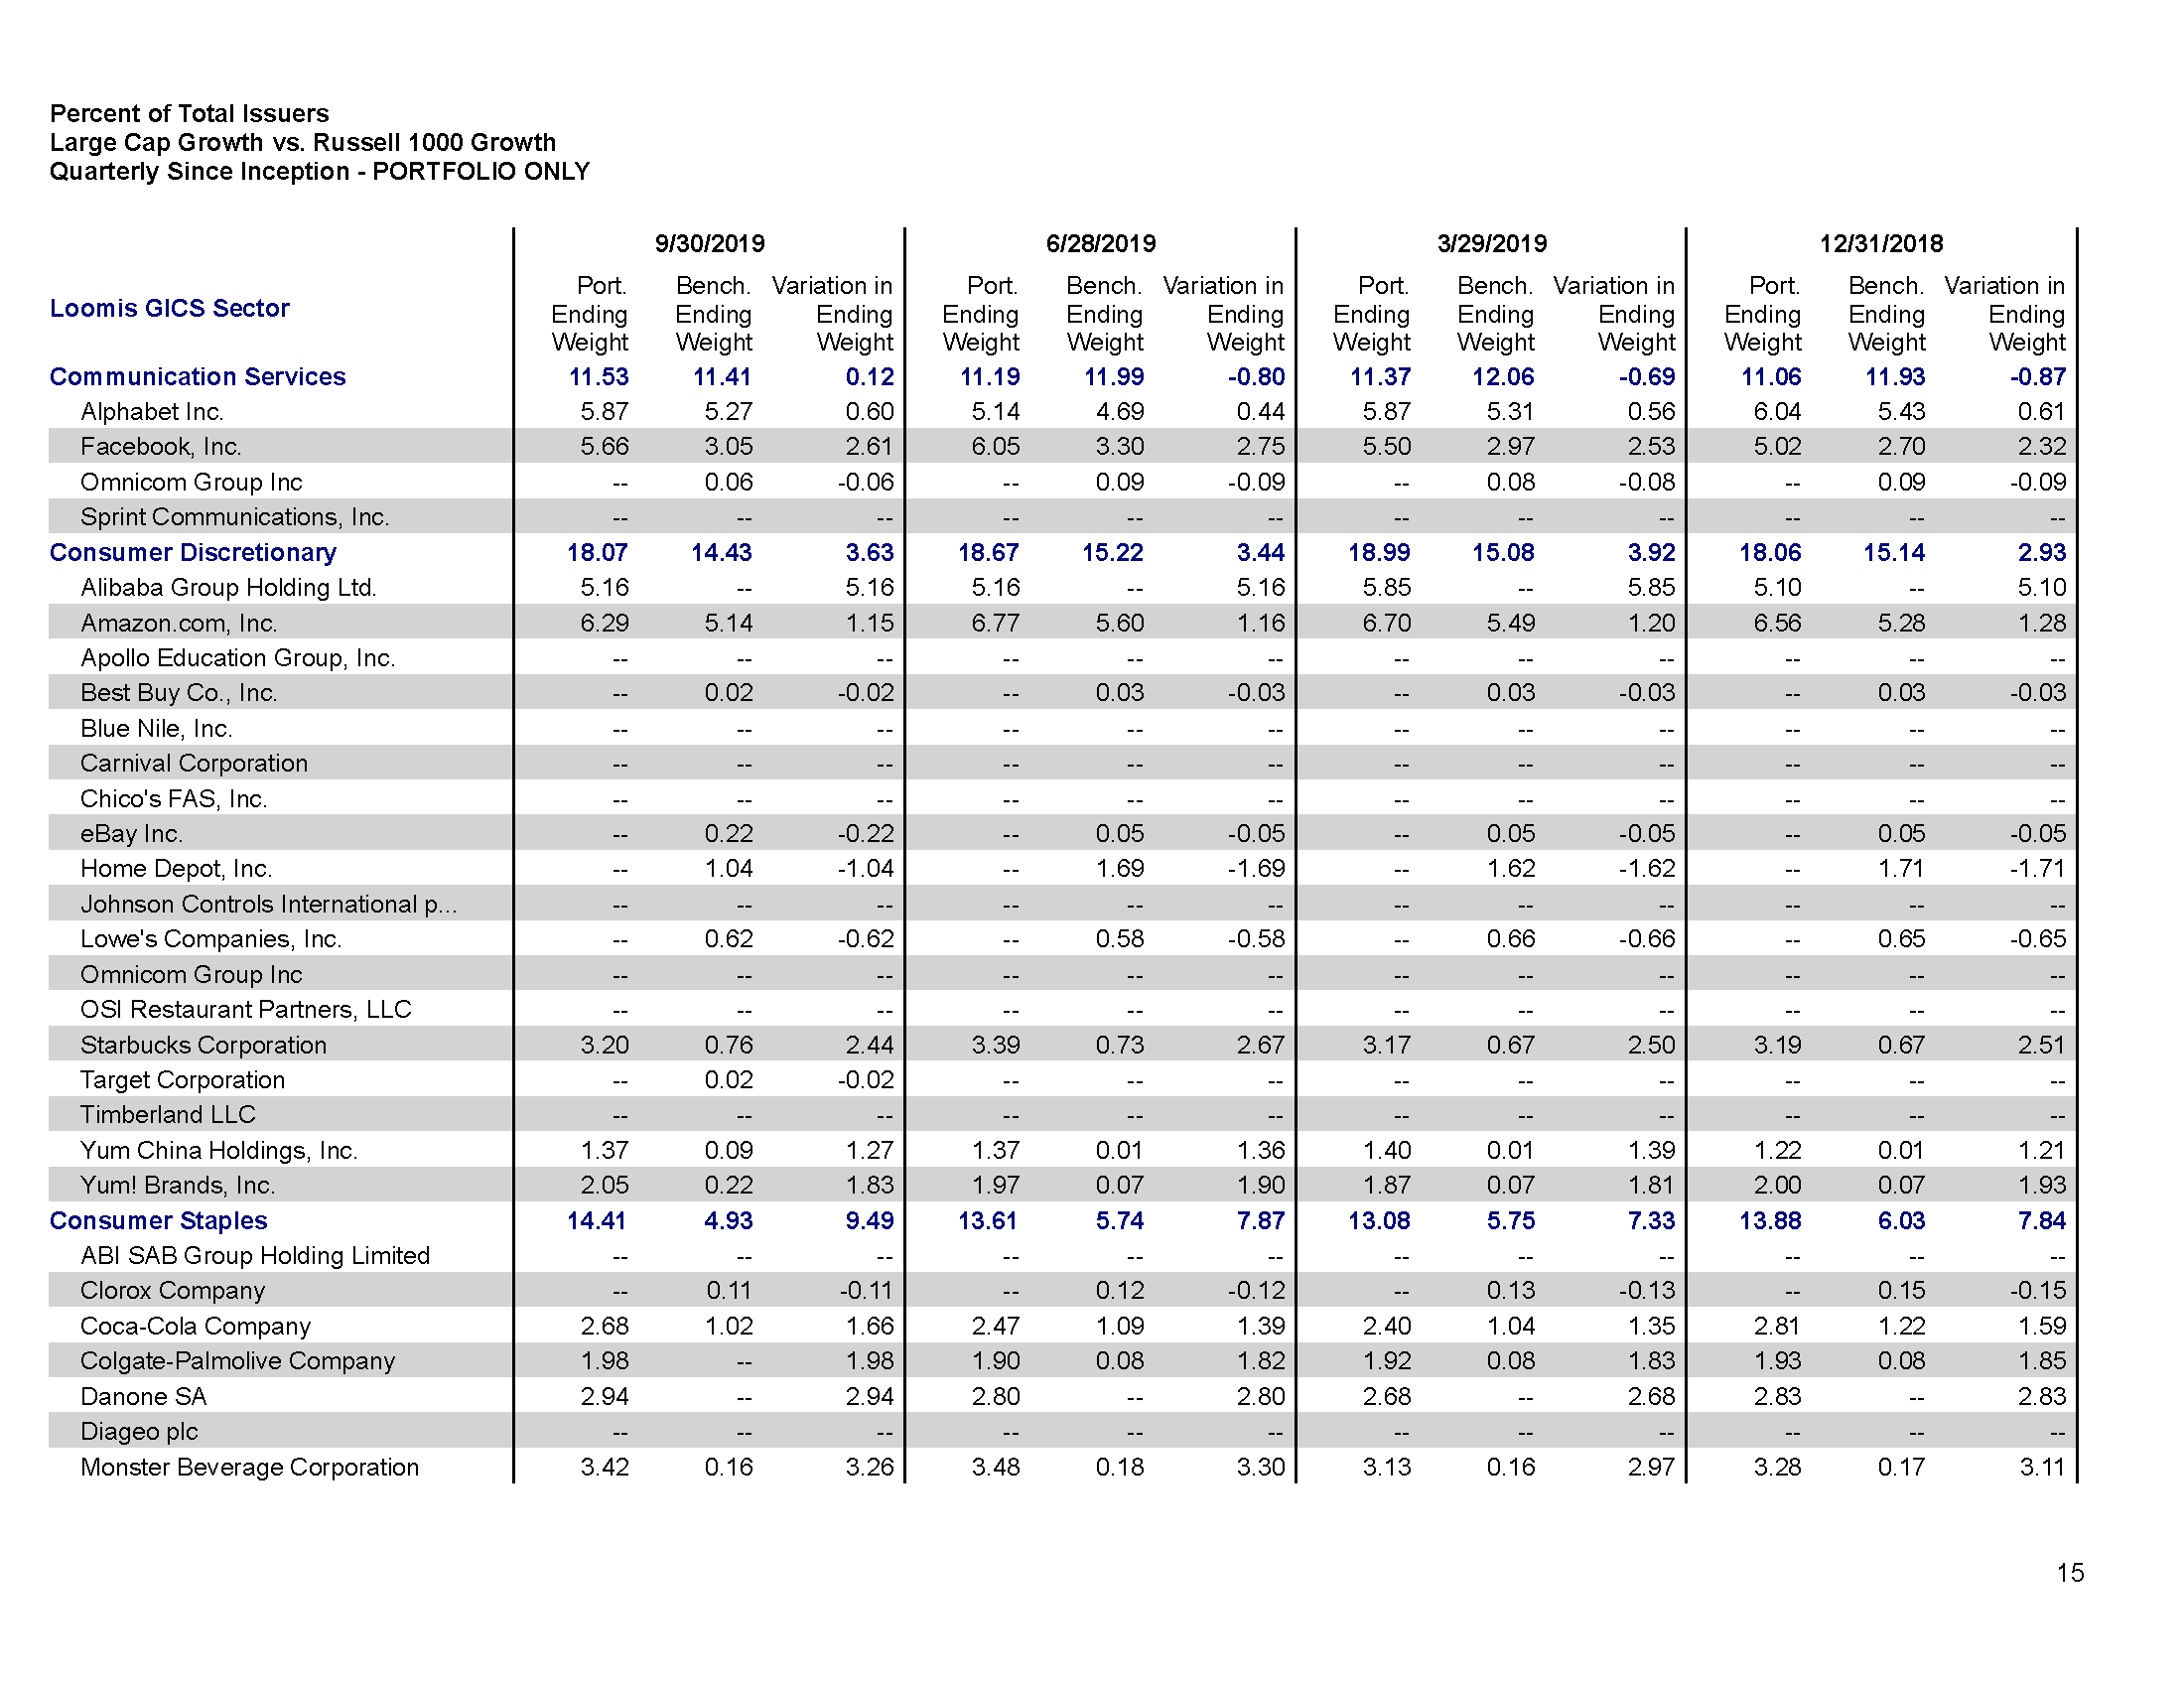 Percent of Total Issuers
Large Cap Growth vs. Russell 1000 Growth
Quarterly Since Inception - PORTFOLIO ONLY
9/30/2019 6/28/2019 3/29/2019 12/31/2018
Loomis GICS Sector
Port. Bench. Variation in Port. Bench. Variation in Port. Bench. Variation in Port. Bench. Variation in
Ending Ending Ending Ending Ending Ending Ending Ending Ending Ending Ending Ending
Weight Weight Weight Weight Weight Weight Weight Weight Weight Weight Weight Weight
Communication Services 11.53 11.41 0.12 11.19 11.99 -0.80 11.37 12.06 -0.69 11.06 11.93 -0.87
Alphabet Inc. 5.87 5.27 0.60 5.14 4.69 0.44 5.87 5.31 0.56 6.04 5.43 0.61
Facebook, Inc. 5.66 3.05 2.61 6.05 3.30 2.75 5.50 2.97 2.53 5.02 2.70 2.32
Omnicom Group Inc -- 0.06 -0.06 -- 0.09 -0.09 -- 0.08 -0.08 -- 0.09 -0.09
Sprint Communications, Inc. -- -- -- -- -- -- -- -- -- -- -- --
Consumer Discretionary 18.07 14.43 3.63 18.67 15.22 3.44 18.99 15.08 3.92 18.06 15.14 2.93
Alibaba Group Holding Ltd. 5.16 -- 5.16 5.16 -- 5.16 5.85 -- 5.85 5.10 -- 5.10
Amazon.com, Inc. 6.29 5.14 1.15 6.77 5.60 1.16 6.70 5.49 1.20 6.56 5.28 1.28
Apollo Education Group, Inc. -- -- -- -- -- -- -- -- -- -- -- --
Best Buy Co., Inc. -- 0.02 -0.02 -- 0.03 -0.03 -- 0.03 -0.03 -- 0.03 -0.03
Blue Nile, Inc. -- -- -- -- -- -- -- -- -- -- -- --
Carnival Corporation -- -- -- -- -- -- -- -- -- -- -- --
Chico's FAS, Inc. -- -- -- -- -- -- -- -- -- -- -- --
eBay Inc. -- 0.22 -0.22 -- 0.05 -0.05 -- 0.05 -0.05 -- 0.05 -0.05
Home Depot, Inc. -- 1.04 -1.04 -- 1.69 -1.69 -- 1.62 -1.62 -- 1.71 -1.71
Johnson Controls International p... -- -- -- -- -- -- -- -- -- -- -- --
Lowe's Companies, Inc. -- 0.62 -0.62 -- 0.58 -0.58 -- 0.66 -0.66 -- 0.65 -0.65
Omnicom Group Inc -- -- -- -- -- -- -- -- -- -- -- --
OSI Restaurant Partners, LLC -- -- -- -- -- -- -- -- -- -- -- --
Starbucks Corporation 3.20 0.76 2.44 3.39 0.73 2.67 3.17 0.67 2.50 3.19 0.67 2.51
Target Corporation -- 0.02 -0.02 -- -- -- -- -- -- -- -- --
Timberland LLC -- -- -- -- -- -- -- -- -- -- -- --
Yum China Holdings, Inc. 1.37 0.09 1.27 1.37 0.01 1.36 1.40 0.01 1.39 1.22 0.01 1.21
Yum! Brands, Inc. 2.05 0.22 1.83 1.97 0.07 1.90 1.87 0.07 1.81 2.00 0.07 1.93
Consumer Staples 14.41 4.93 9.49 13.61 5.74 7.87 13.08 5.75 7.33 13.88 6.03 7.84
ABI SAB Group Holding Limited -- -- -- -- -- -- -- -- -- -- -- --
Clorox Company -- 0.11 -0.11 -- 0.12 -0.12 -- 0.13 -0.13 -- 0.15 -0.15
Coca-Cola Company 2.68 1.02 1.66 2.47 1.09 1.39 2.40 1.04 1.35 2.81 1.22 1.59
Colgate-Palmolive Company 1.98 -- 1.98 1.90 0.08 1.82 1.92 0.08 1.83 1.93 0.08 1.85
Danone SA 2.94 -- 2.94 2.80 -- 2.80 2.68 -- 2.68 2.83 -- 2.83
Diageo plc -- -- -- -- -- -- -- -- -- -- -- --
Monster Beverage Corporation 3.42 0.16 3.26 3.48 0.18 3.30 3.13 0.16 2.97 3.28 0.17 3.11
15